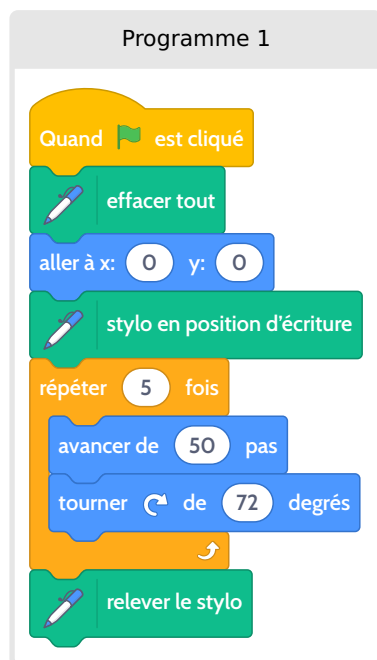 Programme 1
Quand est cliqué
effacer tout
aller à x: 0 y: 0
stylo en position d’écriture
répéter 5 fois
avancer de 50 pas
tourner de 72 degrés
relever le stylo